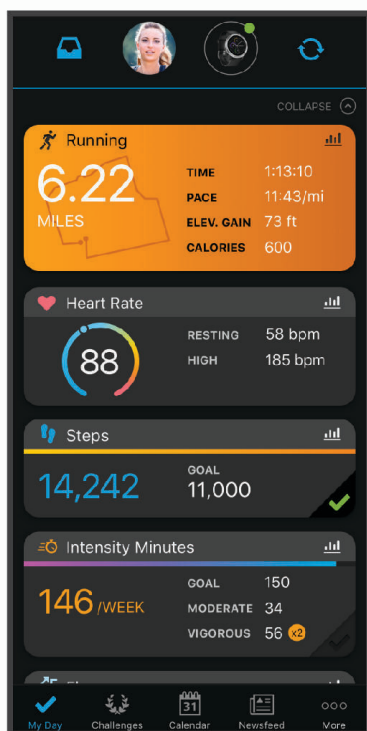 COLLAPSE
Running
6.22
MILES
TIME 1:13:10
PACE 11:43/mi
ELEV. GAIN 73 ft
CALORIES 600
Heart Rate
88
RESTING 58 bpm
HIGH 185 bpm
Steps
14,242
GOAL
11,000
Intensity Minutes
146 /WEEK
GOAL 150
MODERATE 34
VIGOROUS 56 x2
My Day
Challenges
31
Calendar
Newsfeed
More